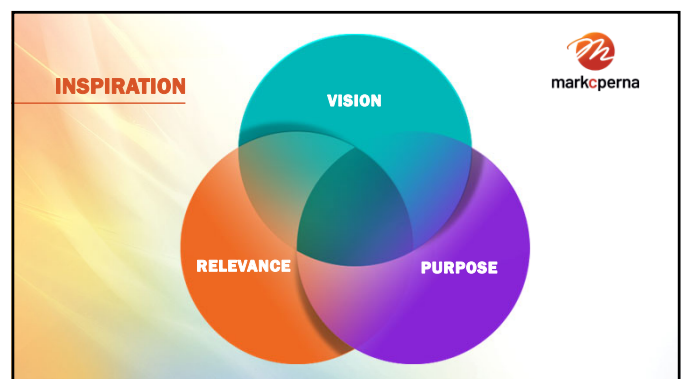 INSPIRATION
VISION
markcperna
RELEVANCE
PURPOSE